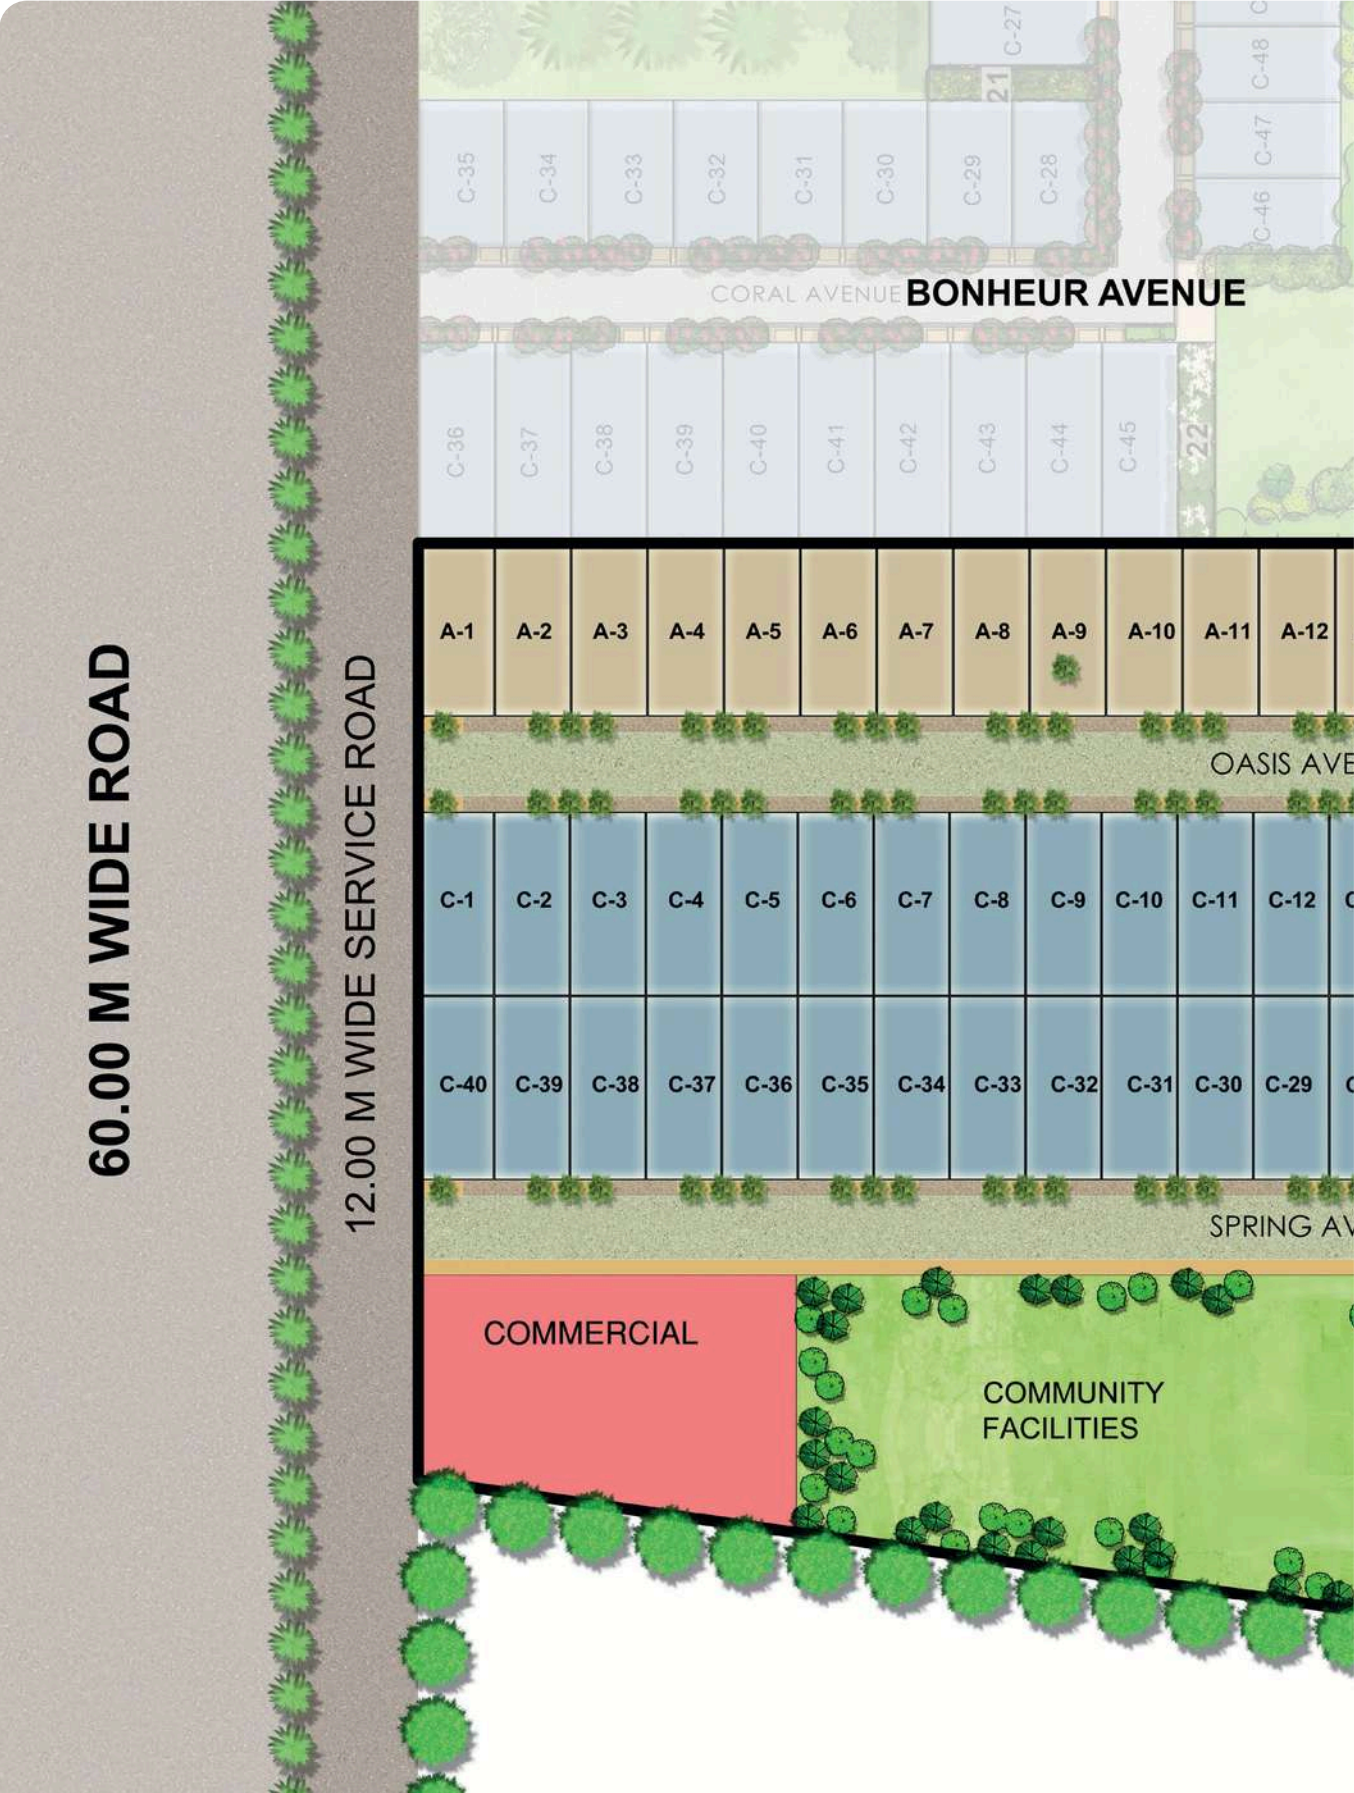 C-27
C-48
21
C-47
C-35
C-34
C-33
C-32
C-31
C-30
C-29
C-28
C-46
CORAL AVENUE
BONHEUR AVENUE
C-36
C-37
C-38
C-39
C-40
C-41
C-42
C-43
C-44
C-45
22
A-1
A-2
A-3
A-4
A-5
A-6
A-7
A-8
A-9
A-10
A-11
A-12
60.00 M WIDE ROAD
12.00 M WIDE SERVICE ROAD
OASIS AVE
C-1
C-2
C-3
C-4
C-5
C-6
C-7
C-8
C-9
C-10
C-11
C-12
C-40
C-39
C-38
C-37
C-36
C-35
C-34
C-33
C-32
C-31
C-30
C-29
SPRING AV
COMMERCIAL
COMMUNITY
FACILITIES